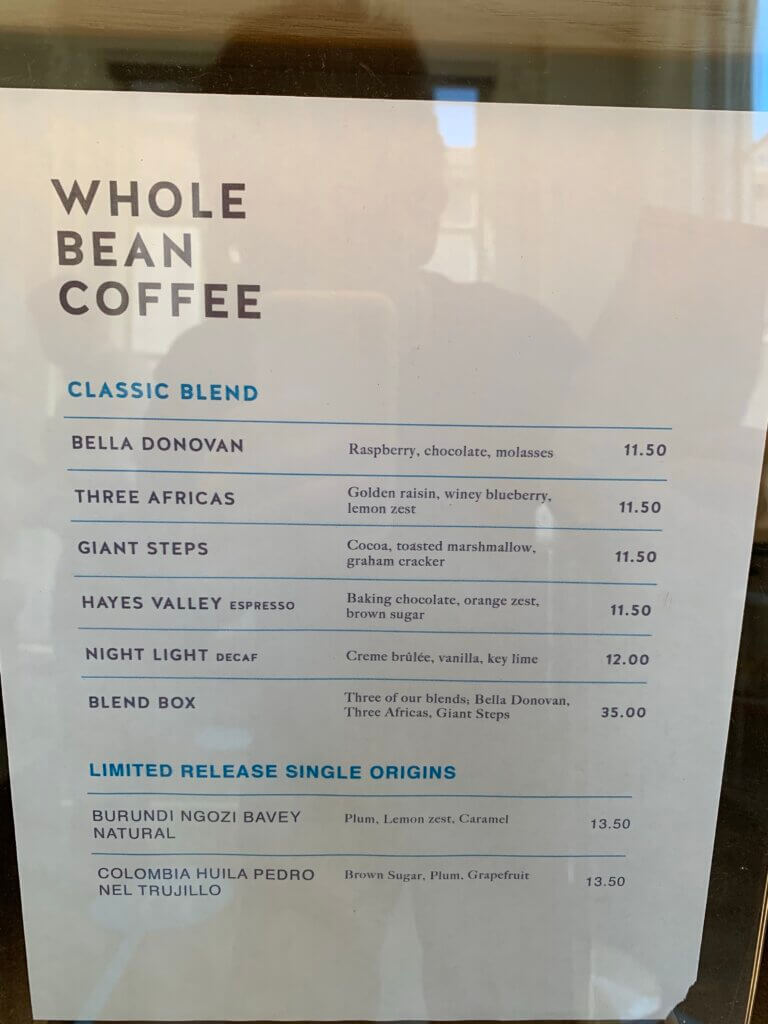 WHOLE
BEAN
COFFEE
CLASSIC BLEND
BELLA DONOVAN Raspberry, chocolate, molasses 11.50
THREE AFRICAS Golden raisin, winey blueberry,
lemon zest 11.50
GIANT STEPS Cocoa, toasted marshmallow,
graham cracker 11.50
HAYES VALLEY ESPRESSO Baking chocolate, orange zest,
brown sugar 11.50
NIGHT LIGHT DECAF Creme brûlée, vanilla, key lime 12.00
BLEND BOX Three of our blends; Bella Donovan,
Three Africas, Giant Steps 35.00
LIMITED RELEASE SINGLE ORIGINS
BURUNDI NGOZI BAVEY Plum, Lemon zest, Caramel 13.50
NATURAL
COLOMBIA HUILA PEDRO Brown Sugar, Plum, Grapefruit 13.50
NEL TRUJILLO